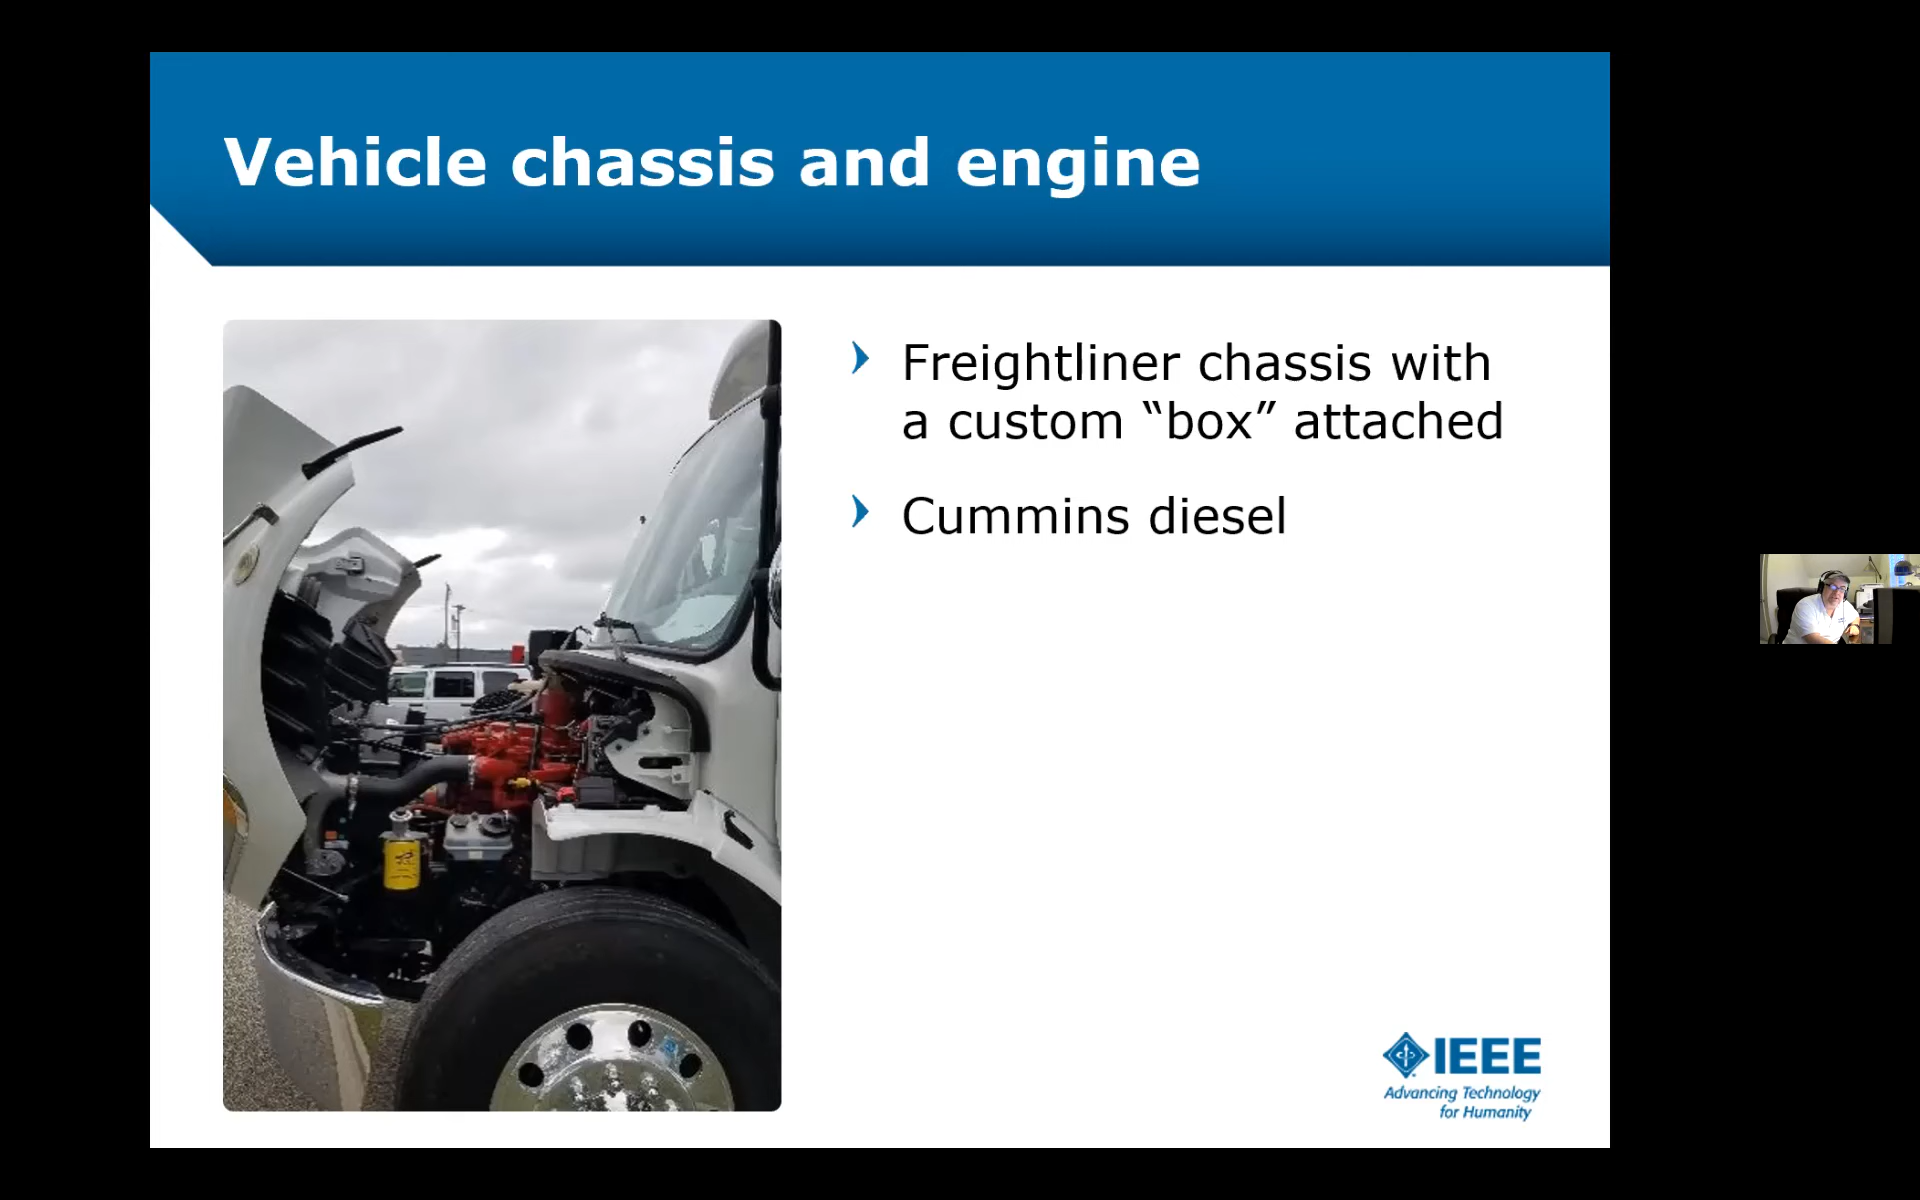 Vehicle chassis and engine
Freightliner chassis with
a custom “box” attached
Cummins diesel
IEEE
Advancing Technology
for Humanity